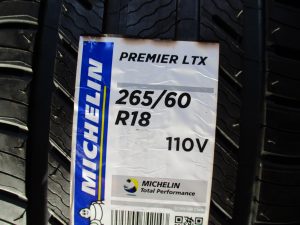 MICHELIN
PREMIER LTX
265/60
R18
110V
MICHELIN
Total Performance